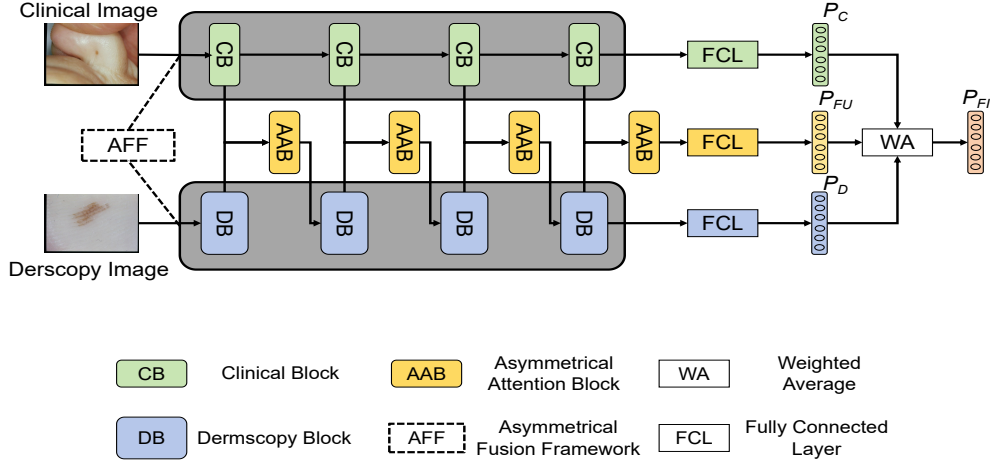 Clinical Image
P_C
CB
CB
CB
CB
FCL
P_FU
P_FI
AFF
AAB
AAB
AAB
AAB
FCL
WA
P_D
DB
DB
DB
DB
FCL
Derscopy Image
CB
Clinical Block
AAB
Asymmetrical
Attention Block
WA
Weighted
Average
DB
Dermscopy Block
AFF
Asymmetrical
Fusion Framework
FCL
Fully Connected
Layer